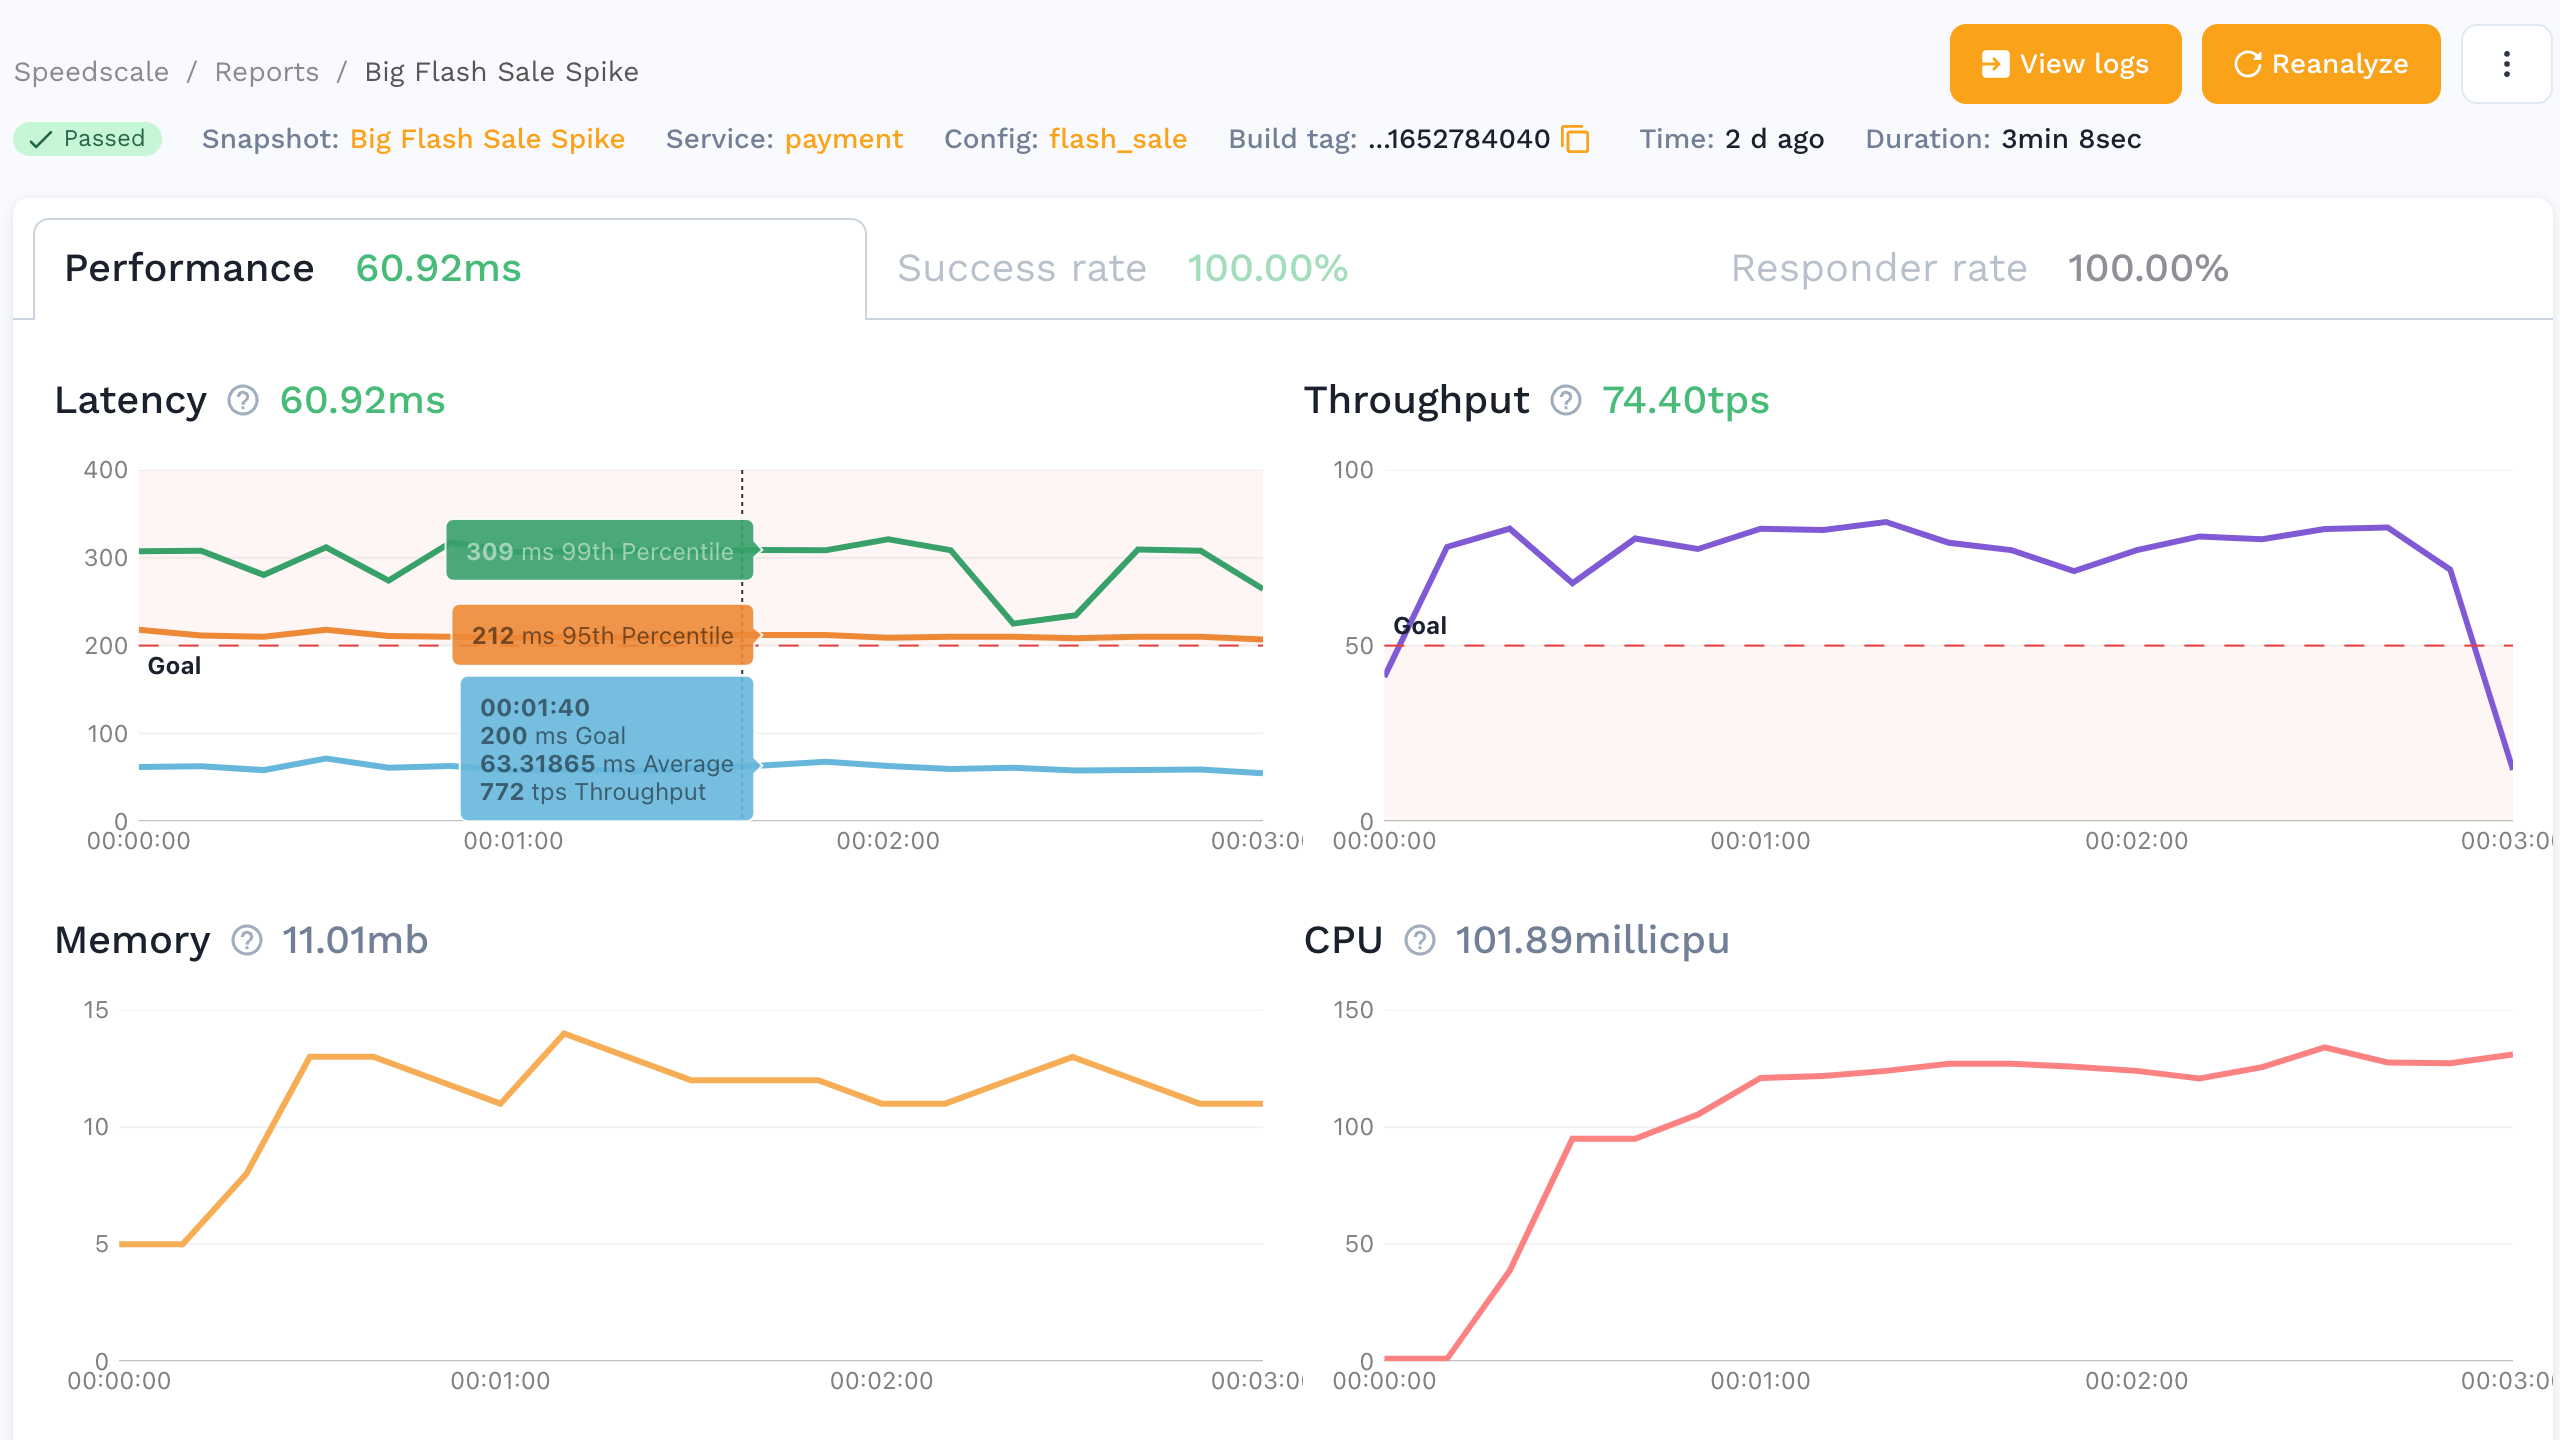 Speedscale / Reports / Big Flash Sale Spike
View logs
Reanalyze
Passed
Snapshot: Big Flash Sale Spike
Service: payment
Config: flash_sale
Build tag: ...1652784040
Time: 2 d ago
Duration: 3min 8sec
Performance 60.92ms
Success rate 100.00%
Responder rate 100.00%
Latency ? 60.92ms
400
300
200
100
0
Goal
309 ms 99th Percentile
212 ms 95th Percentile
00:01:40
200 ms Goal
63.31865 ms Average
772 tps Throughput
00:00:00
00:01:00
00:02:00
00:03:0
Throughput ? 74.40tps
100
50
0
Goal
00:00:00
00:01:00
00:02:00
00:03:0
Memory ? 11.01mb
15
10
5
0
00:00:00
00:01:00
00:02:00
00:03:0
CPU ? 101.89millicpu
150
100
50
0
00:00:00
00:01:00
00:02:00
00:03:0